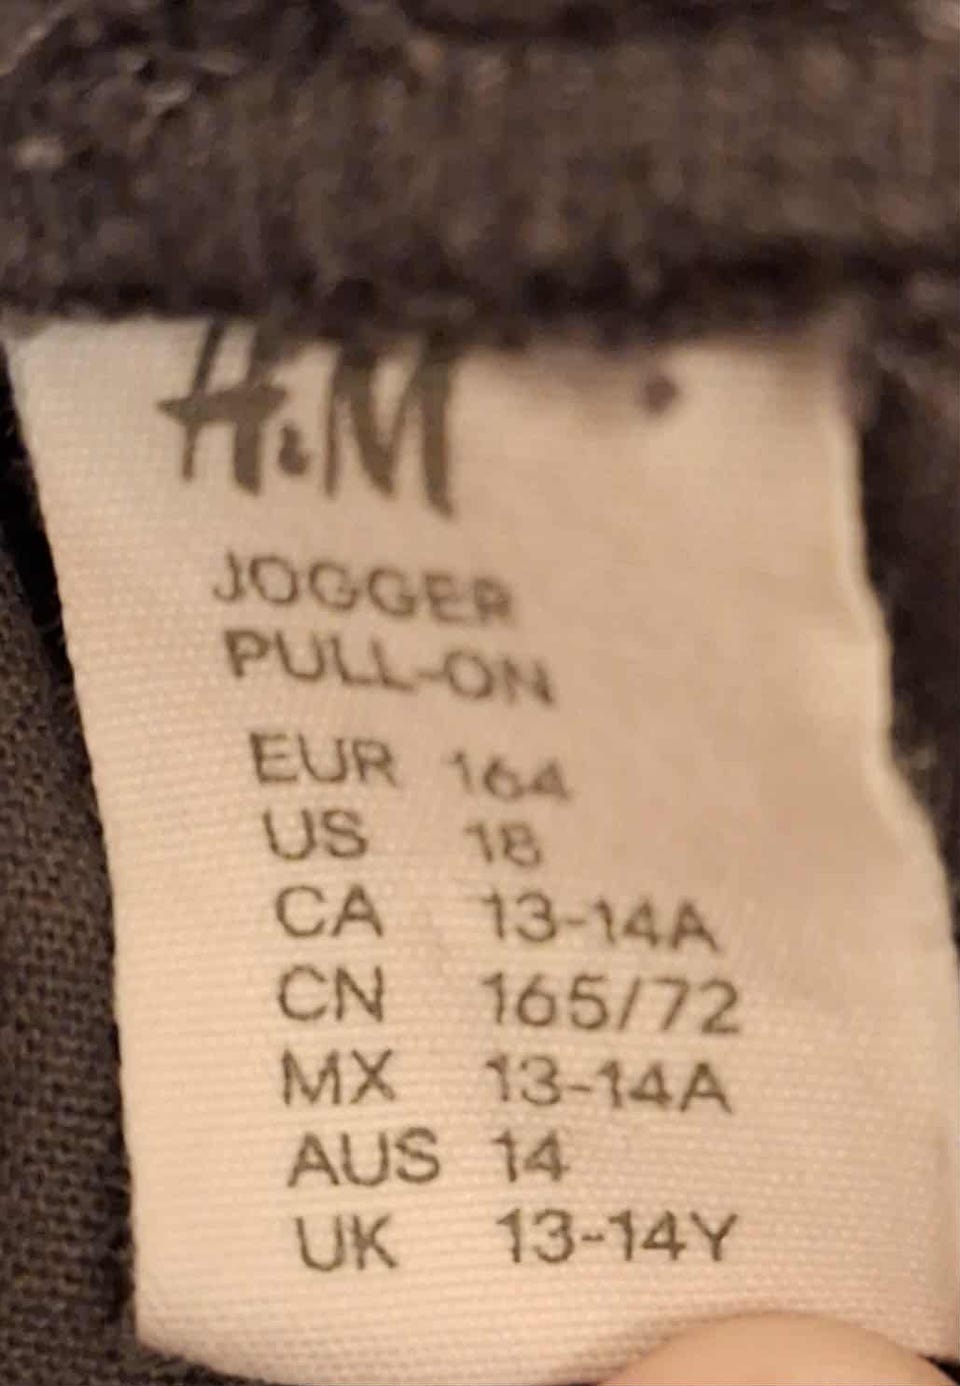 H&M
JOGGER
PULL-ON
EUR 164
US 18
CA 13-14A
CN 165/72
MX 13-14A
AUS 14
UK 13-14Y